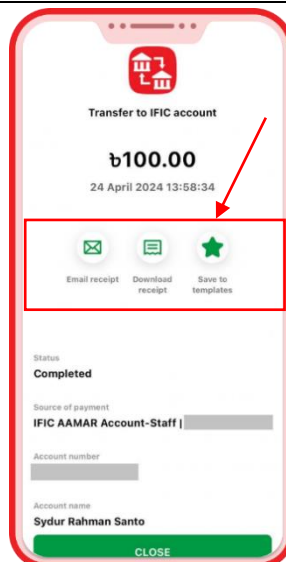 Transfer to IFIC account
৳100.00
24 April 2024 13:58:34
Email receipt
Download
receipt
Save to
templates
Status
Completed
Source of payment
IFIC AAMAR Account-Staff |
Account number
Account name
Sydur Rahman Santo
CLOSE